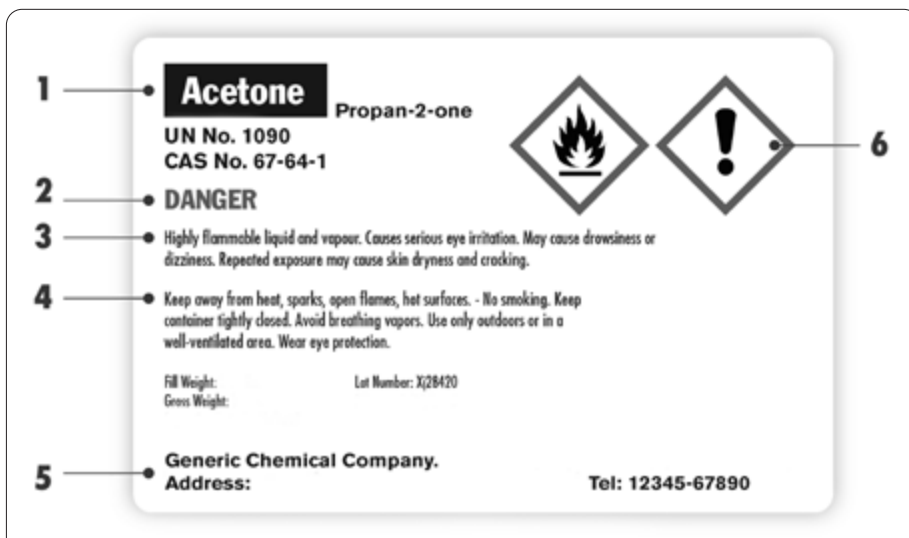 1
Acetone Propan-2-one
UN No. 1090
CAS No. 67-64-1
2
DANGER
3
Highly flammable liquid and vapour. Causes serious eye irritation. May cause drowsiness or
dizziness. Repeated exposure may cause skin dryness and cracking.
4
Keep away from heat, sparks, open flames, hot surfaces. - No smoking. Keep
container tightly closed. Avoid breathing vapors. Use only outdoors or in a
well-ventilated area. Wear eye protection.
Fill Weight: Lot Number: Xj28420
Gross Weight:
5
Generic Chemical Company.
Address: Tel: 12345-67890
6